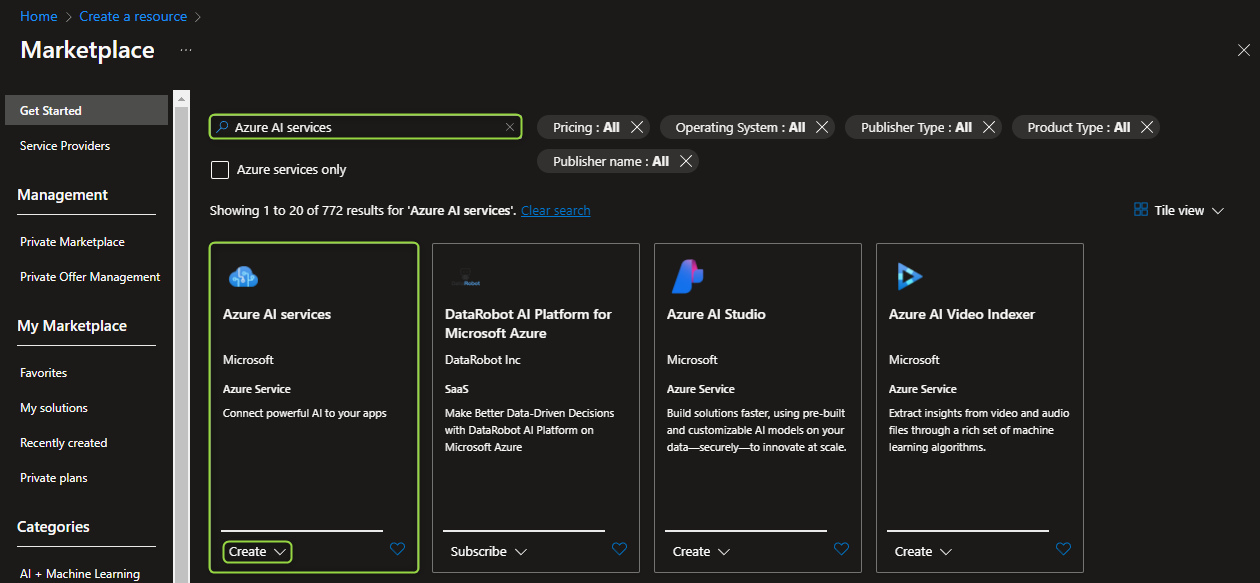 Home > Create a resource >
Marketplace ...
Get Started
Service Providers
Management
Private Marketplace
Private Offer Management
My Marketplace
Favorites
My solutions
Recently created
Private plans
Categories
AI + Machine Learning
Azure AI services
Pricing : All
Operating System : All
Publisher Type : All
Product Type : All
Publisher name : All
Azure services only
Showing 1 to 20 of 772 results for 'Azure AI services'. Clear search
Tile view
Azure AI services
Microsoft
Azure Service
Connect powerful AI to your apps
Create
DataRobot AI Platform for
Microsoft Azure
DataRobot Inc
SaaS
Make Better Data-Driven Decisions
with DataRobot AI Platform on
Microsoft Azure
Subscribe
Azure AI Studio
Microsoft
Azure Service
Build solutions faster, using pre-built
and customizable AI models on your
data—securely—to innovate at scale.
Create
Azure AI Video Indexer
Microsoft
Azure Service
Extract insights from video and audio
files through a rich set of machine
learning algorithms.
Create